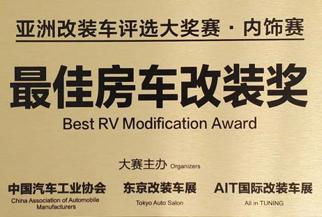 亚洲改装车评选大奖赛·内饰赛
最佳房车改装奖
Best RV Modification Award
大赛主办 Organizers
中国汽车工业协会 东京改装车展 AIT国际改装车展
China Association of Automobile Manufacturers Tokyo Auto Salon All in TUNING